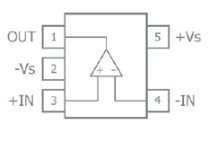 OUT 1 5 +Vs
-Vs 2
+ -
+IN 3 4 -IN